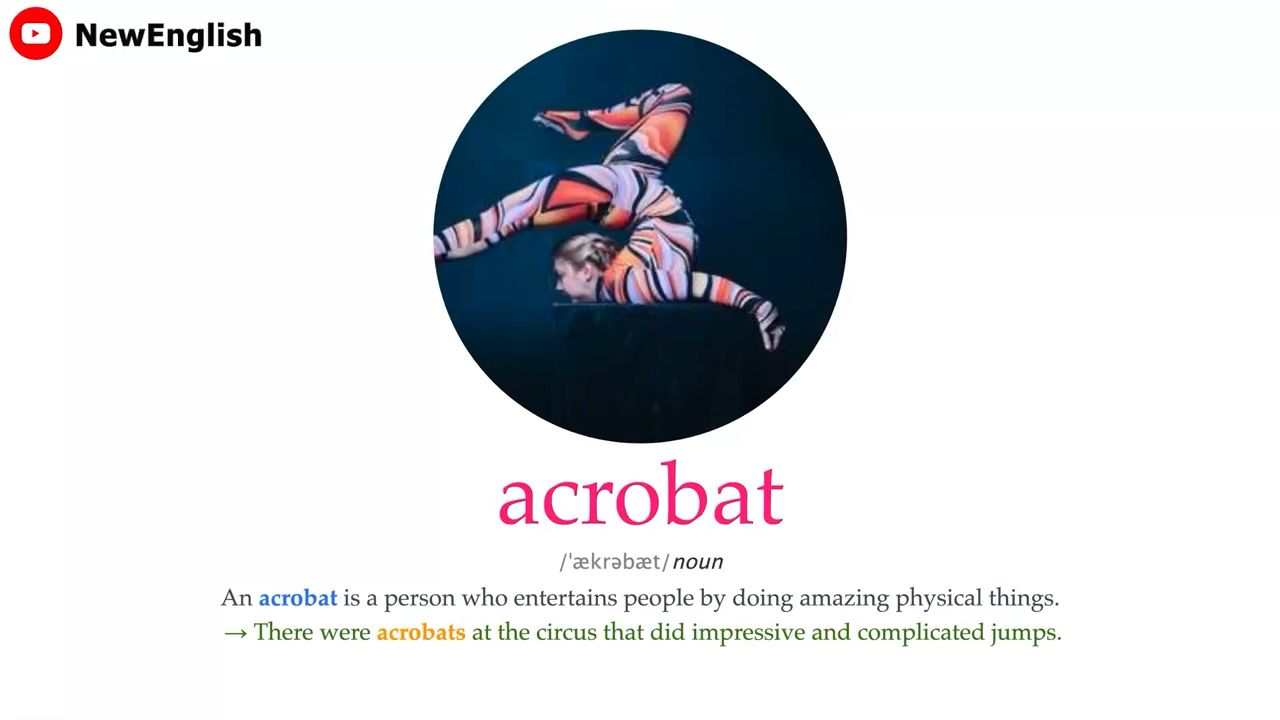 NewEnglish
acrobat
/ˈækrəbæt/ noun
An acrobat is a person who entertains people by doing amazing physical things.
→ There were acrobats at the circus that did impressive and complicated jumps.